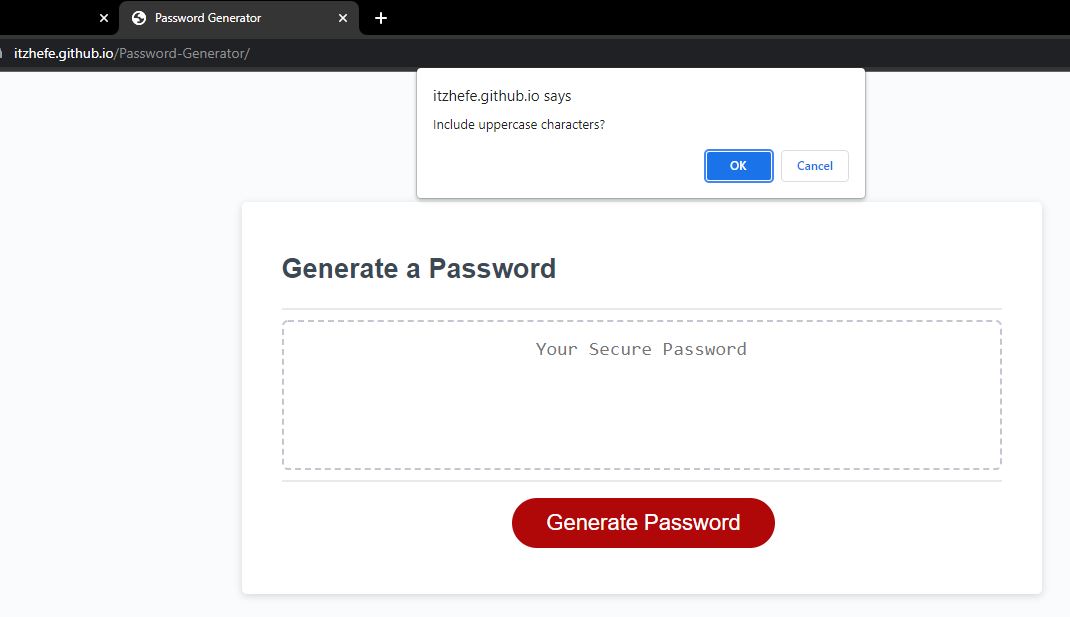 Password Generator
itzhefe.github.io/Password-Generator/
itzhefe.github.io says
Include uppercase characters?
OK Cancel
Generate a Password
Your Secure Password
Generate Password